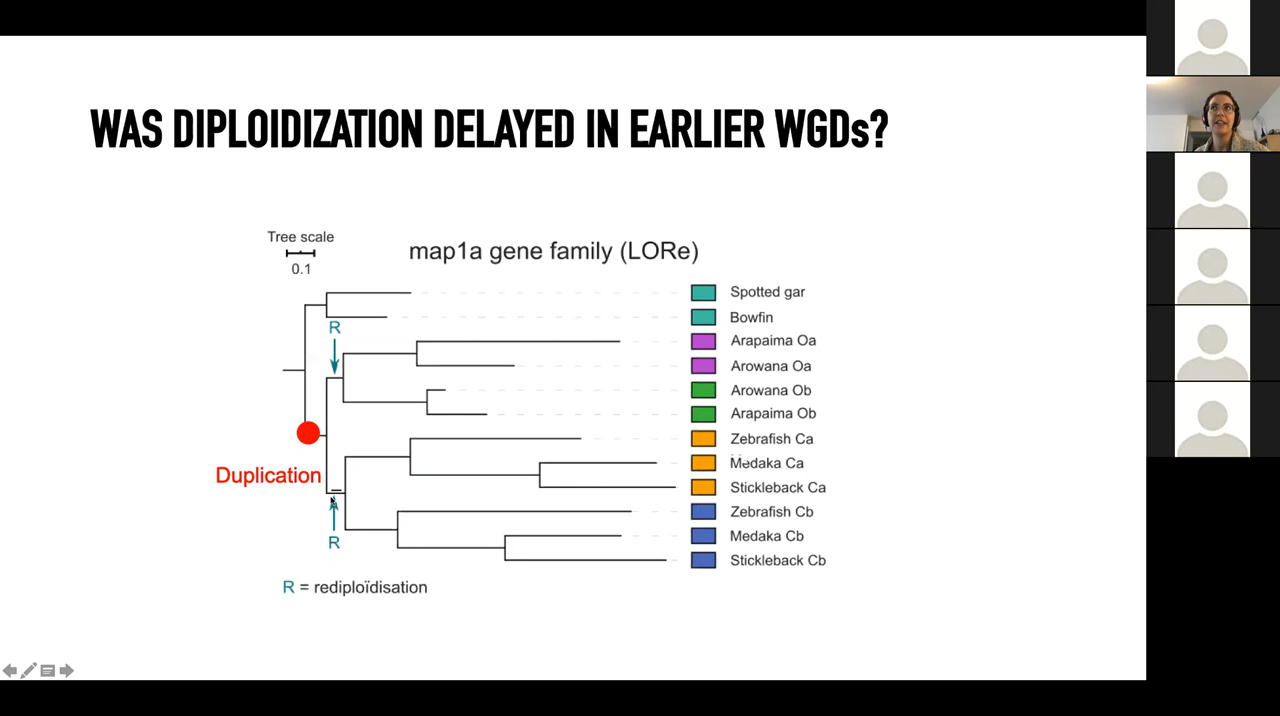 WAS DIPLOIDIZATION DELAYED IN EARLIER WGDs?
Tree scale
0.1
map1a gene family (LORe)
Spotted gar
Bowfin
R
Arapaima Oa
Arowana Oa
Arowana Ob
Arapaima Ob
Zebrafish Ca
Medaka Ca
Duplication
Stickleback Ca
Zebrafish Cb
Medaka Cb
R
Stickleback Cb
R = rediploïdisation